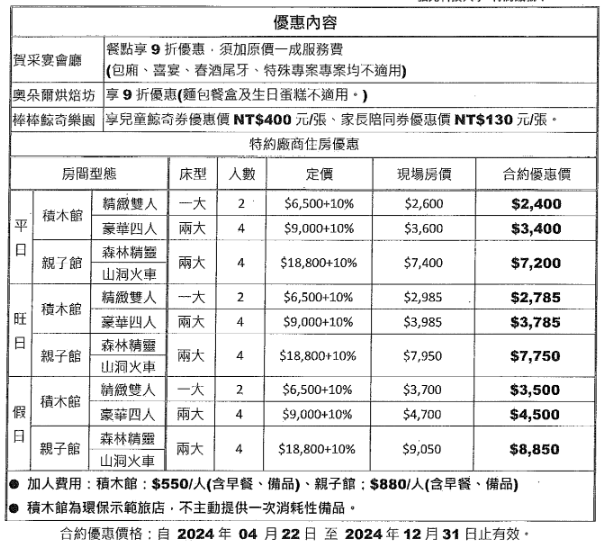 優惠內容
賀采宴會廳 餐點享 9 折優惠，須加原價一成服務費
(包廂、喜宴、春酒尾牙、特殊專案專案均不適用)
奧朵爾烘焙坊 享 9 折優惠(麵包餐盒及生日蛋糕不適用。)
棒棒鯨奇樂園 享兒童鯨奇券優惠價 NT$400 元/張、家長陪同券優惠價 NT$130 元/張。
特約廠商住房優惠
房間型態 床型 人數 定價 現場房價 合約優惠價
平日 積木館 精緻雙人 一大 2 $6,500+10% $2,600 $2,400
豪華四人 兩大 4 $9,000+10% $3,600 $3,400
親子館 森林精靈 兩大 4 $18,800+10% $7,400 $7,200
山洞火車
旺日 積木館 精緻雙人 一大 2 $6,500+10% $2,985 $2,785
豪華四人 兩大 4 $9,000+10% $3,985 $3,785
親子館 森林精靈 兩大 4 $18,800+10% $7,950 $7,750
山洞火車
假日 積木館 精緻雙人 一大 2 $6,500+10% $3,700 $3,500
豪華四人 兩大 4 $9,000+10% $4,700 $4,500
親子館 森林精靈 兩大 4 $18,800+10% $9,050 $8,850
山洞火車
● 加人費用：積木館：$550/人(含早餐、備品)、親子館：$880/人(含早餐、備品)
● 積木館為環保示範旅店，不主動提供一次消耗性備品。
合約優惠價格：自 2024 年 04 月 22 日 至 2024 年 12 月 31 日止有效。